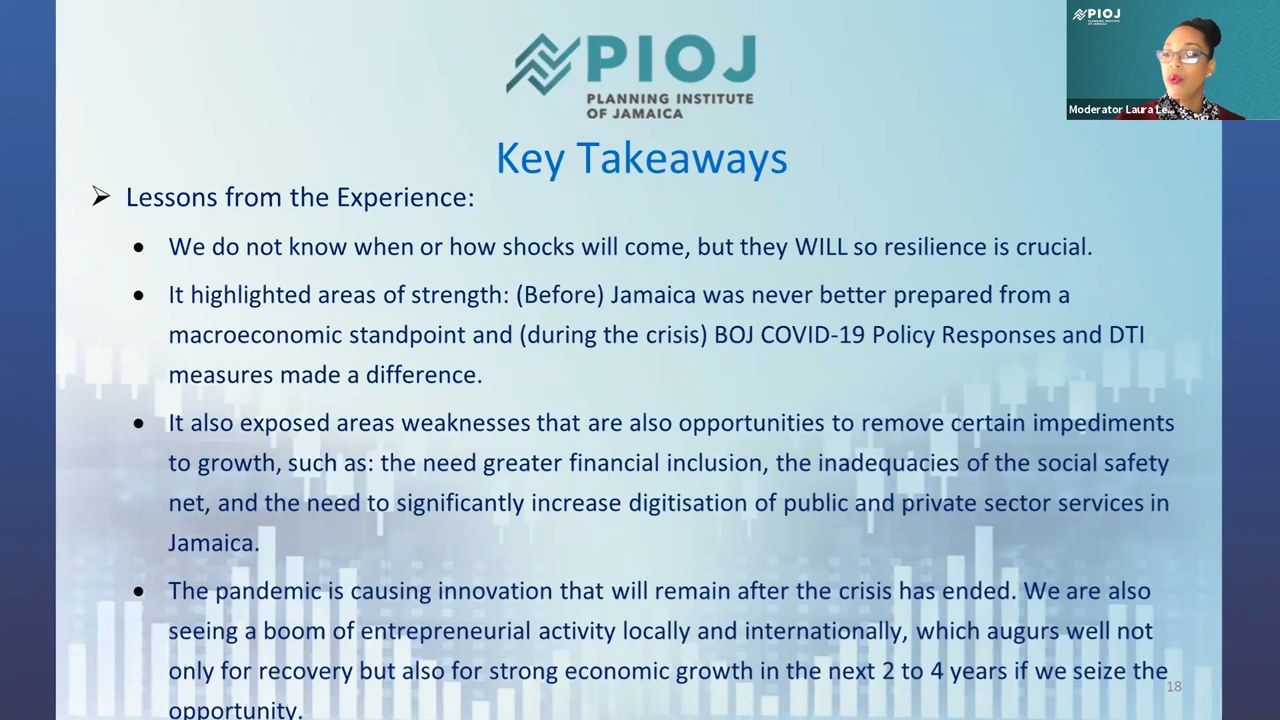 PIOJ
PLANNING INSTITUTE
OF JAMAICA
PIOJ
PLANNING INSTITUTE
OF JAMAICA
Moderator Laura Le...
Key Takeaways
➢ Lessons from the Experience:
• We do not know when or how shocks will come, but they WILL so resilience is crucial.
• It highlighted areas of strength: (Before) Jamaica was never better prepared from a
macroeconomic standpoint and (during the crisis) BOJ COVID-19 Policy Responses and DTI
measures made a difference.
• It also exposed areas weaknesses that are also opportunities to remove certain impediments
to growth, such as: the need greater financial inclusion, the inadequacies of the social safety
net, and the need to significantly increase digitisation of public and private sector services in
Jamaica.
• The pandemic is causing innovation that will remain after the crisis has ended. We are also
seeing a boom of entrepreneurial activity locally and internationally, which augurs well not
only for recovery but also for strong economic growth in the next 2 to 4 years if we seize the
opportunity.
18